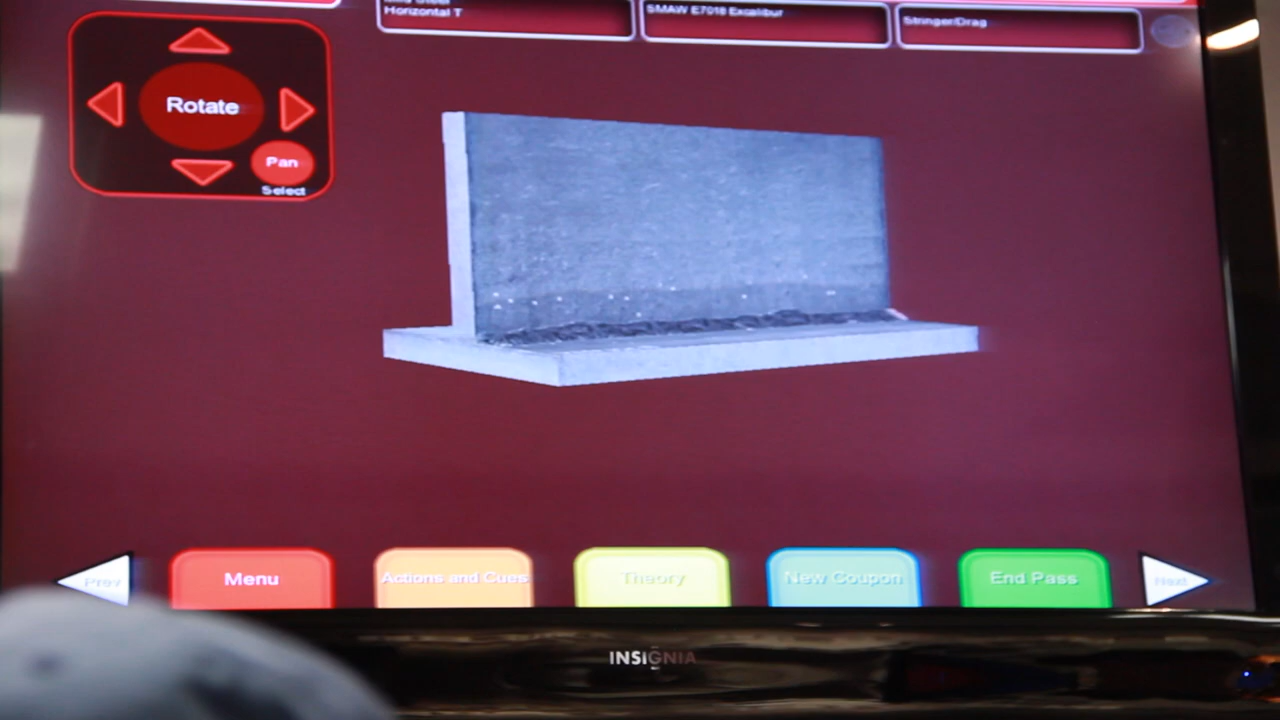 Horizontal T
SMAW E7018 Excalibur
Stringer/Drag
Rotate
Pan
Select
Prev
Menu
Actions and Cues
Theory
New Coupon
End Pass
Next
INSIGNIA